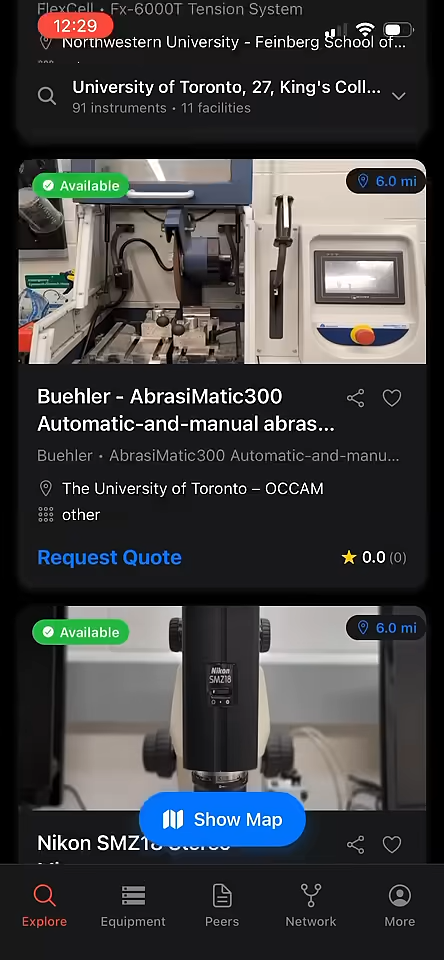 FlexCell • Fx-6000T Tension System
12:29
Northwestern University - Feinberg School of...
University of Toronto, 27, King's Coll...
91 instruments • 11 facilities
Available
6.0 mi
Buehler - AbrasiMatic300
Automatic-and-manual abras...
Buehler • AbrasiMatic300 Automatic-and-manu...
The University of Toronto – OCCAM
other
Request Quote
0.0 (0)
Available
6.0 mi
Nikon
SMZ18
Show Map
Nikon SMZ18 Stereo
Explore
Equipment
Peers
Network
More